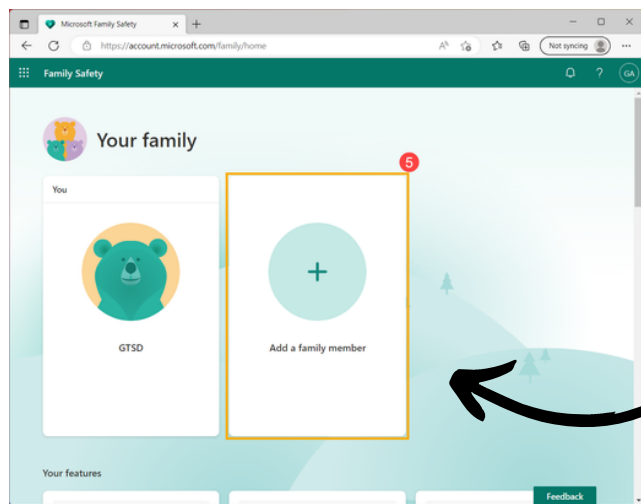 Microsoft Family Safety
https://account.microsoft.com/family/home
Not syncing
Family Safety
?
GA
Your family
5
You
GTSD
Add a family member
Your features
Feedback